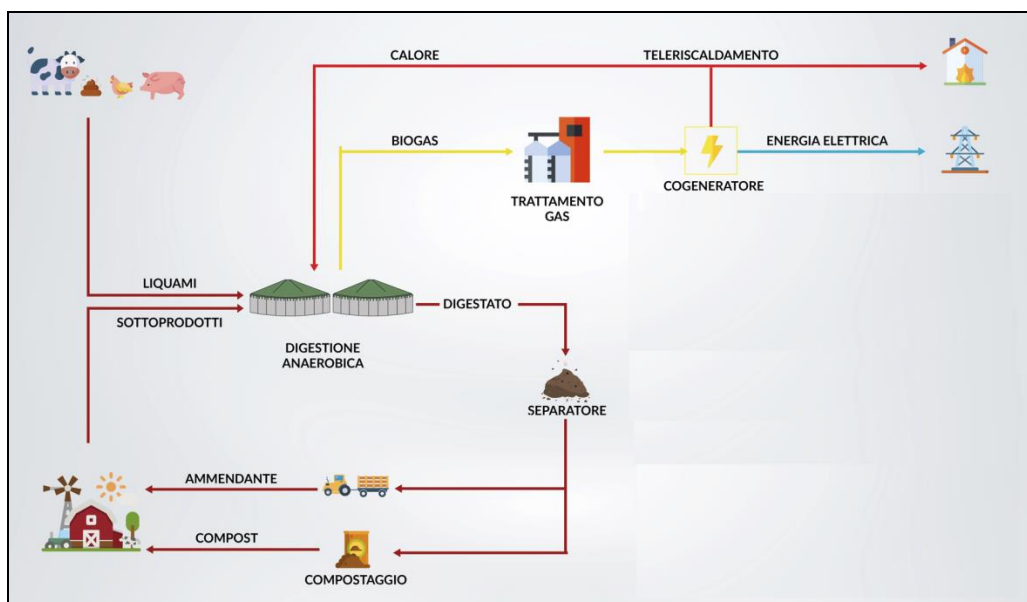 CALORE
TELERISCALDAMENTO
BIOGAS
ENERGIA ELETTRICA
COGENERATORE
TRATTAMENTO
GAS
LIQUAMI
SOTTOPRODOTTI
DIGESTATO
DIGESTIONE
ANAEROBICA
SEPARATORE
AMMENDANTE
COMPOST
COMPOSTAGGIO